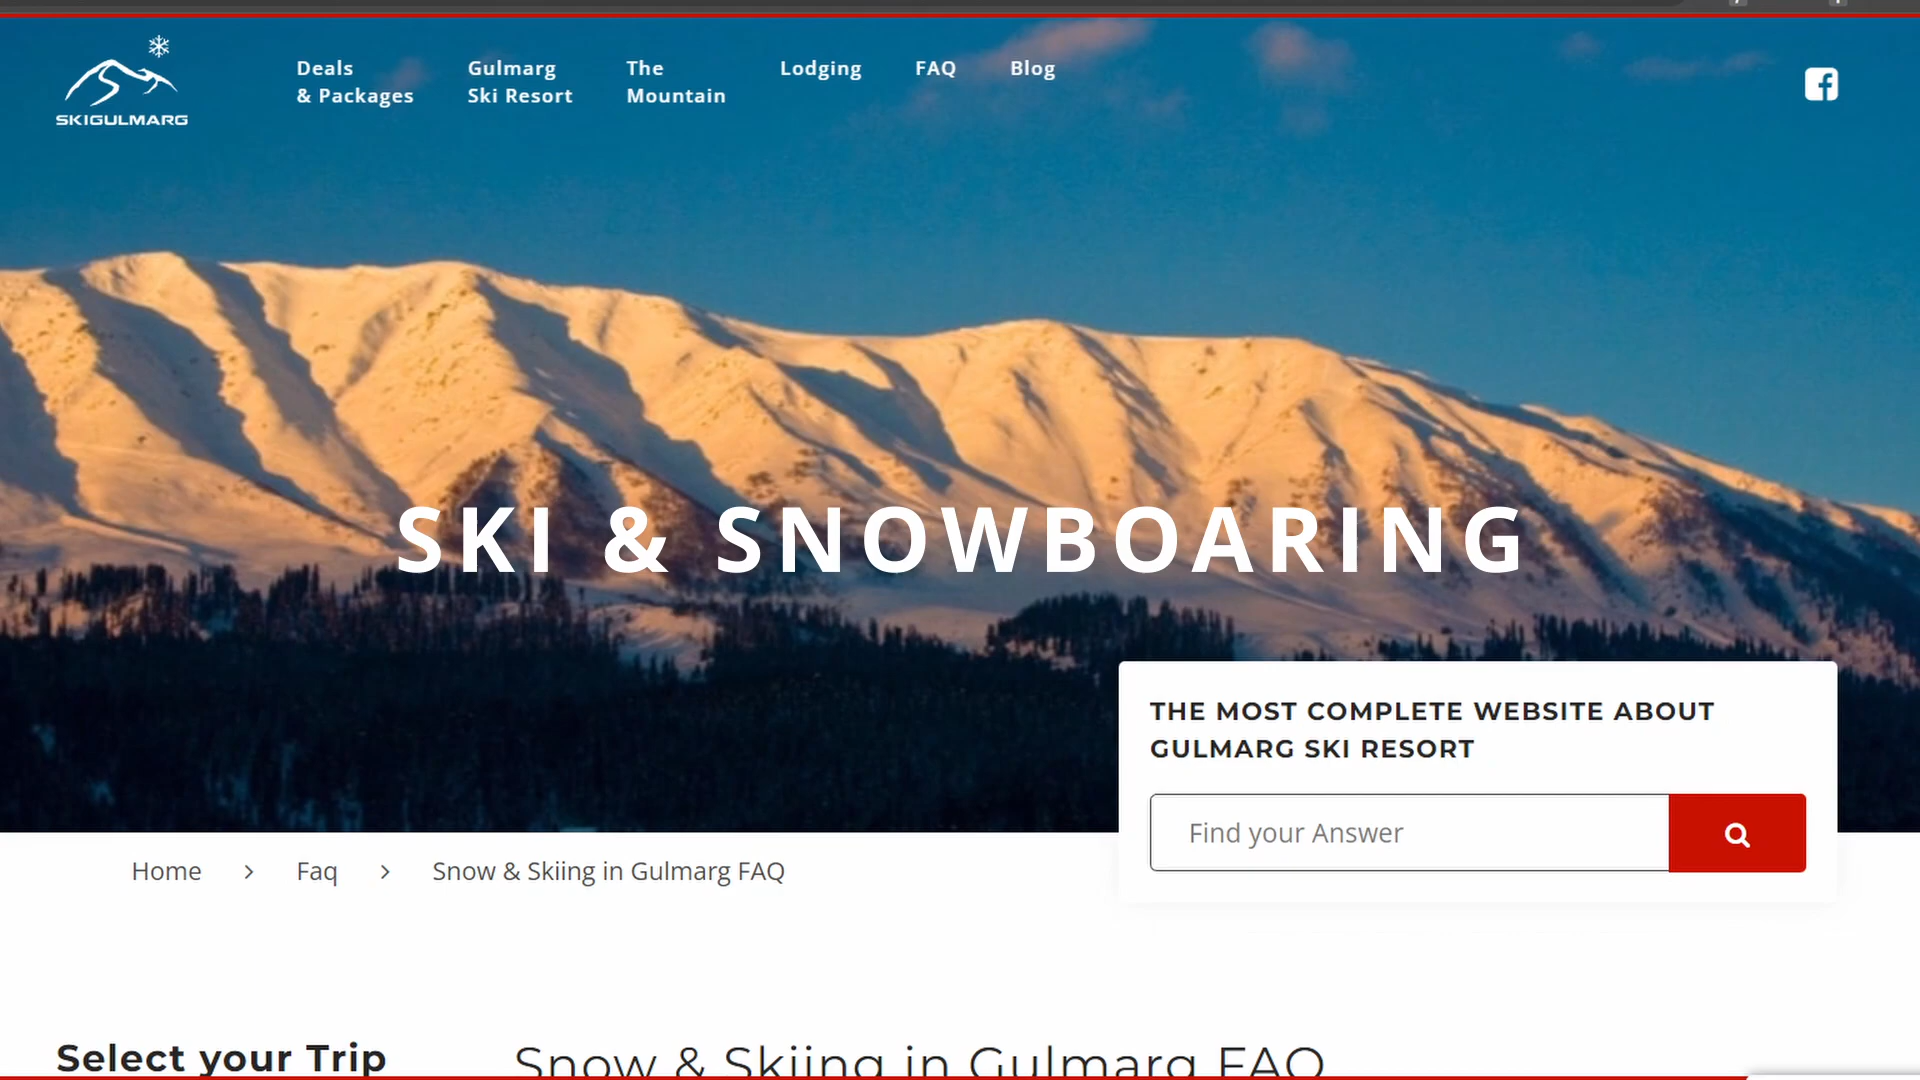 SKIGULMARG
Deals
& Packages
Gulmarg
Ski Resort
The
Mountain
Lodging
FAQ
Blog
SKI & SNOWBOARING
THE MOST COMPLETE WEBSITE ABOUT
GULMARG SKI RESORT
Find your Answer
Home
Faq
Snow & Skiing in Gulmarg FAQ
Select your Trip
Snow & Skiing in Gulmarg FAQ